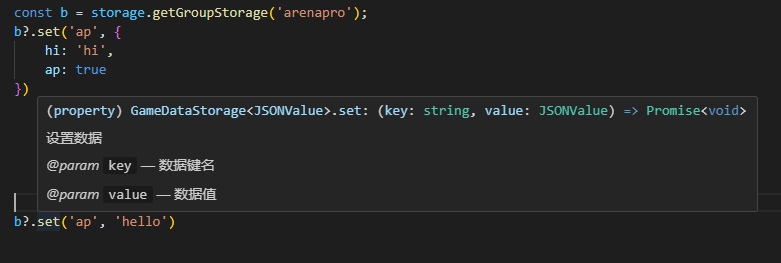 const b = storage.getGroupStorage('arenapro');
b?.set('ap', {
    hi: 'hi',
    ap: true
})
(property) GameDataStorage<JSONValue>.set: (key: string, value: JSONValue) => Promise<void>
设置数据
@param key — 数据键名
@param value — 数据值
b?.set('ap', 'hello')